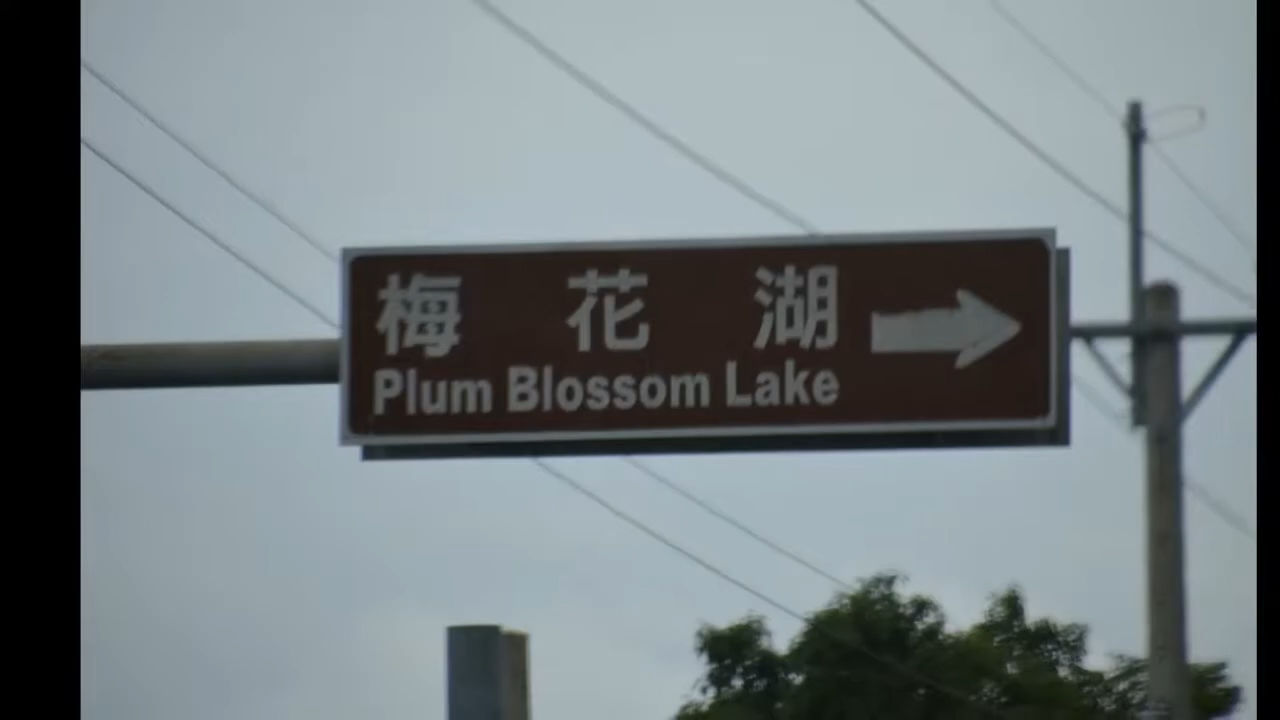 梅花湖
Plum Blossom Lake